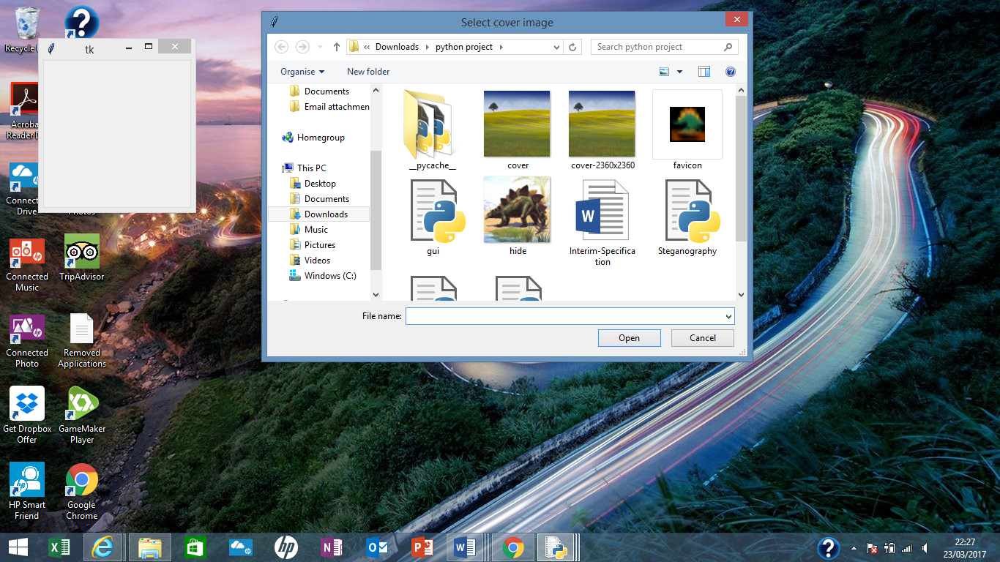 Recycle
tk
Acroba
Reader D
Connecte
Drive
Photos
Connected
Music
TripAdvisor
Connected
Photo
Removed
Applications
Get Dropbox
Offer
GameMaker
Player
HP Smart
Friend
Google
Chrome
Select cover image
« Downloads python project
Search python project
Organise
New folder
Documents
Email attachmen
Homegroup
This PC
Desktop
Documents
Downloads
Music
Pictures
Videos
Windows (C:)
__pycache__
cover
cover-2360x2360
favicon
gui
hide
Interim-Specifica
tion
Steganography
File name:
Open
Cancel
22:27
23/03/2017